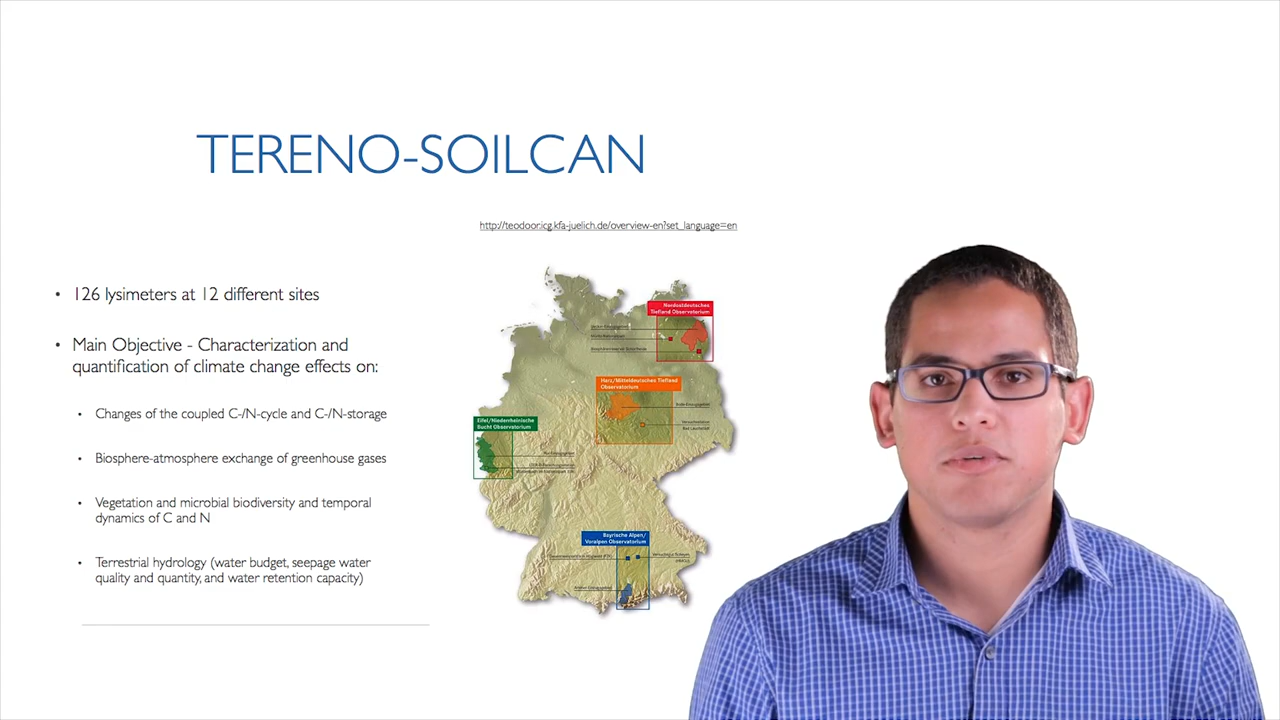 TERENO-SOILCAN
http://teodoor.icg.kfa-juelich.de/overview-en?set_language=en
• 126 lysimeters at 12 different sites
• Main Objective - Characterization and
quantification of climate change effects on:
• Changes of the coupled C-/N-cycle and C-/N-storage
• Biosphere-atmosphere exchange of greenhouse gases
• Vegetation and microbial biodiversity and temporal
dynamics of C and N
• Terrestrial hydrology (water budget, seepage water
quality and quantity, and water retention capacity)
Nordostdeutsches
Tiefland Observatorium
Harz/Mitteldeutsches Tiefland
Observatorium
Eifel/Niederrheinische
Bucht Observatorium
Bayrische Alpen/
Voralpen Observatorium